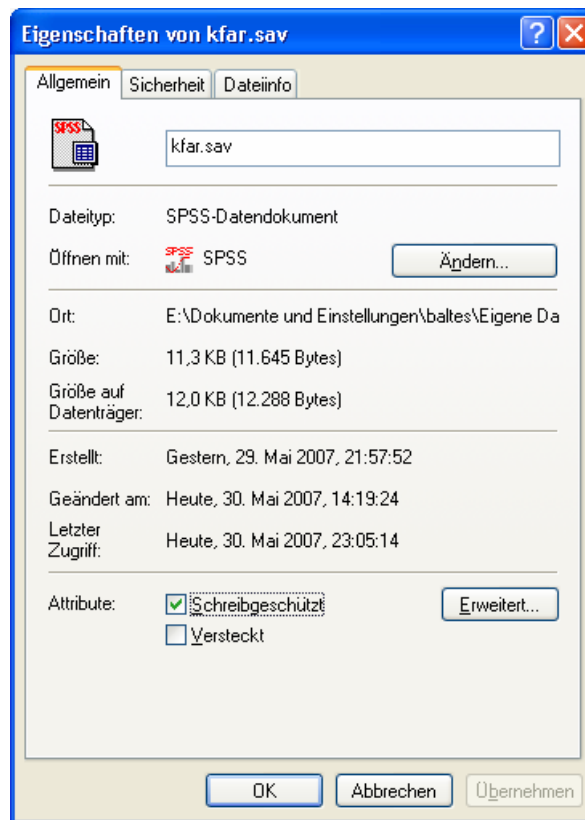 Eigenschaften von kfar.sav
Allgemein Sicherheit Dateiinfo
SPSS
kfar.sav
Dateityp: SPSS-Datendokument
Öffnen mit: SPSS SPSS Ändern...
Ort: E:\Dokumente und Einstellungen\baltes\Eigene Da
Größe: 11,3 KB (11.645 Bytes)
Größe auf
Datenträger: 12,0 KB (12.288 Bytes)
Erstellt: Gestern, 29. Mai 2007, 21:57:52
Geändert am: Heute, 30. Mai 2007, 14:19:24
Letzter
Zugriff: Heute, 30. Mai 2007, 23:05:14
Attribute: Schreibgeschützt Erweitert...
Versteckt
OK Abbrechen Übernehmen